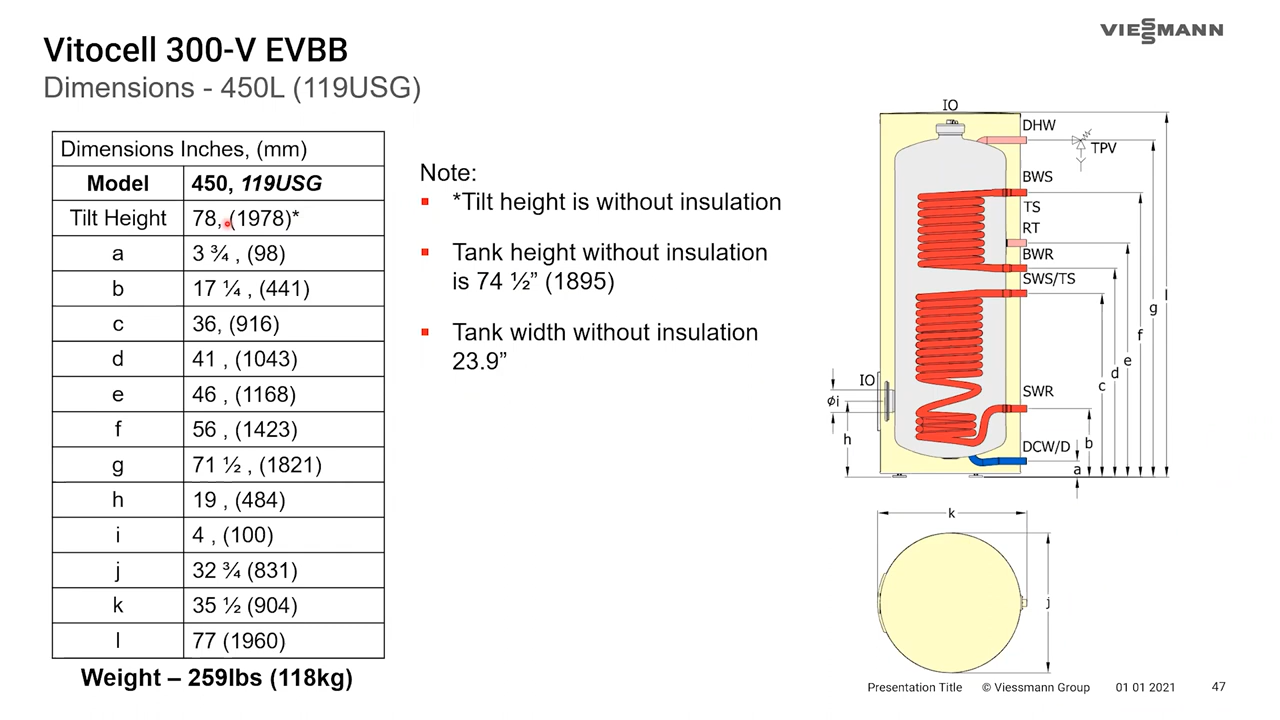 VIESSMANN
Vitocell 300-V EVBB
Dimensions - 450L (119USG)
Dimensions Inches, (mm)
Model 450, 119USG
Tilt Height 78, (1978)*
a 3 ¾ , (98)
b 17 ¼ , (441)
c 36, (916)
d 41 , (1043)
e 46 , (1168)
f 56 , (1423)
g 71 ½ , (1821)
h 19 , (484)
i 4 , (100)
j 32 ¾ (831)
k 35 ½ (904)
l 77 (1960)
Weight – 259lbs (118kg)
Note:
*Tilt height is without insulation
Tank height without insulation
is 74 ½” (1895)
Tank width without insulation
23.9”
IO
DHW
TPV
BWS
TS
RT
BWR
SWS/TS
l
g
f
e
d
c
IO
øi
SWR
h
b
DCW/D
a
k
j
Presentation Title © Viessmann Group 01 01 2021 47